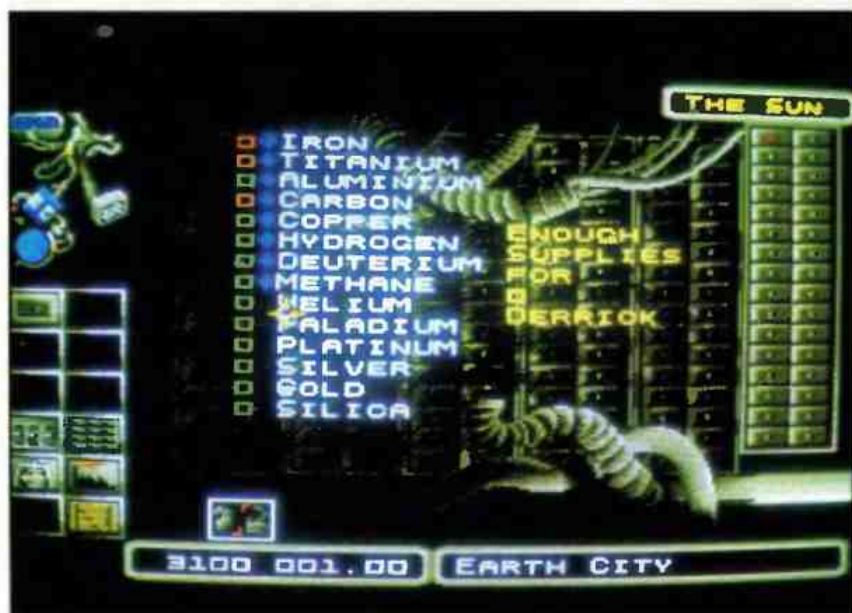 THE SUN
IRON
TITANIUM
ALUMINIUM
CARBON
COPPER
HYDROGEN
DEUTERIUM
METHANE
HELIUM
PALADIUM
PLATINUM
SILVER
GOLD
SILICA
ENOUGH
SUPPLIES
FOR
DERRICK
3100 001.00
EARTH CITY